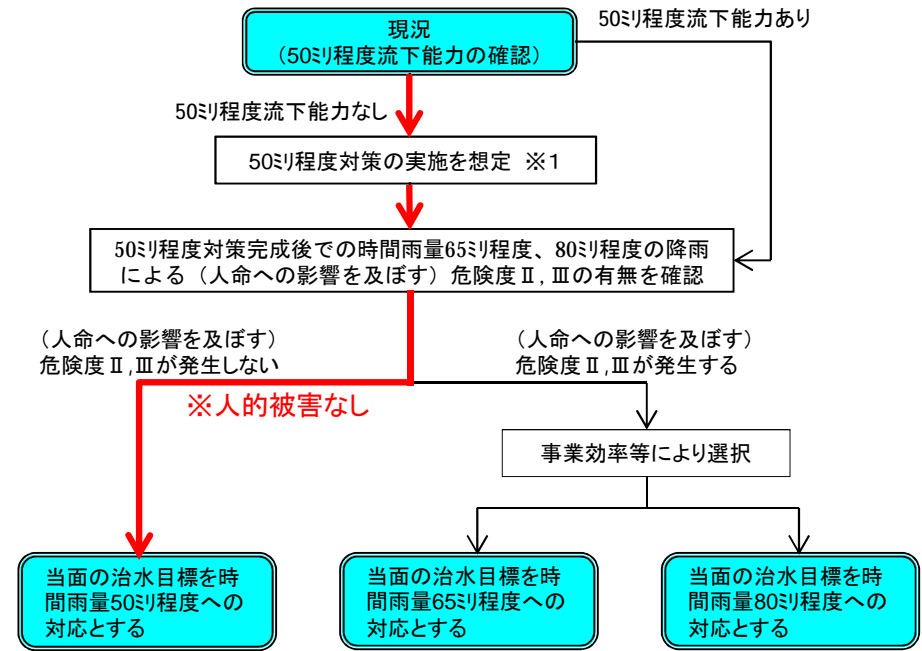 現況
(50ミリ程度流下能力の確認)
50ミリ程度流下能力あり
50ミリ程度流下能力なし
50ミリ程度対策の実施を想定 ※1
50ミリ程度対策完成後での時間雨量65ミリ程度、80ミリ程度の降雨
による（人命への影響を及ぼす）危険度Ⅱ,Ⅲの有無を確認
（人命への影響を及ぼす）
危険度Ⅱ,Ⅲが発生しない
（人命への影響を及ぼす）
危険度Ⅱ,Ⅲが発生する
※人的被害なし
事業効率等により選択
当面の治水目標を時
間雨量50ミリ程度への
対応とする
当面の治水目標を時
間雨量65ミリ程度への
対応とする
当面の治水目標を時
間雨量80ミリ程度への
対応とする